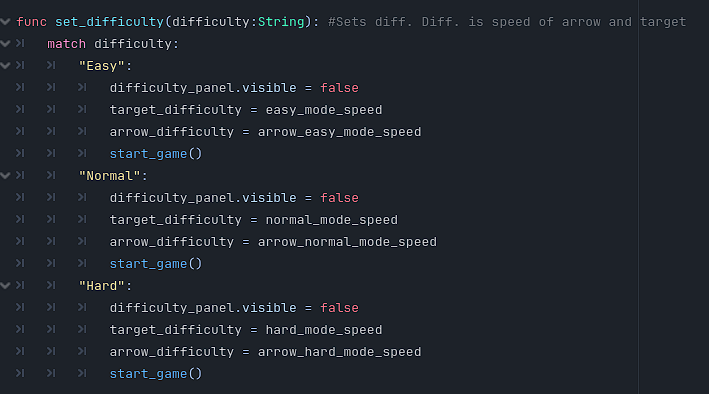 func set_difficulty(difficulty:String): #Sets diff. Diff. is speed of arrow and target
match difficulty:
"Easy":
difficulty_panel.visible = false
target_difficulty = easy_mode_speed
arrow_difficulty = arrow_easy_mode_speed
start_game()
"Normal":
difficulty_panel.visible = false
target_difficulty = normal_mode_speed
arrow_difficulty = arrow_normal_mode_speed
start_game()
"Hard":
difficulty_panel.visible = false
target_difficulty = hard_mode_speed
arrow_difficulty = arrow_hard_mode_speed
start_game()